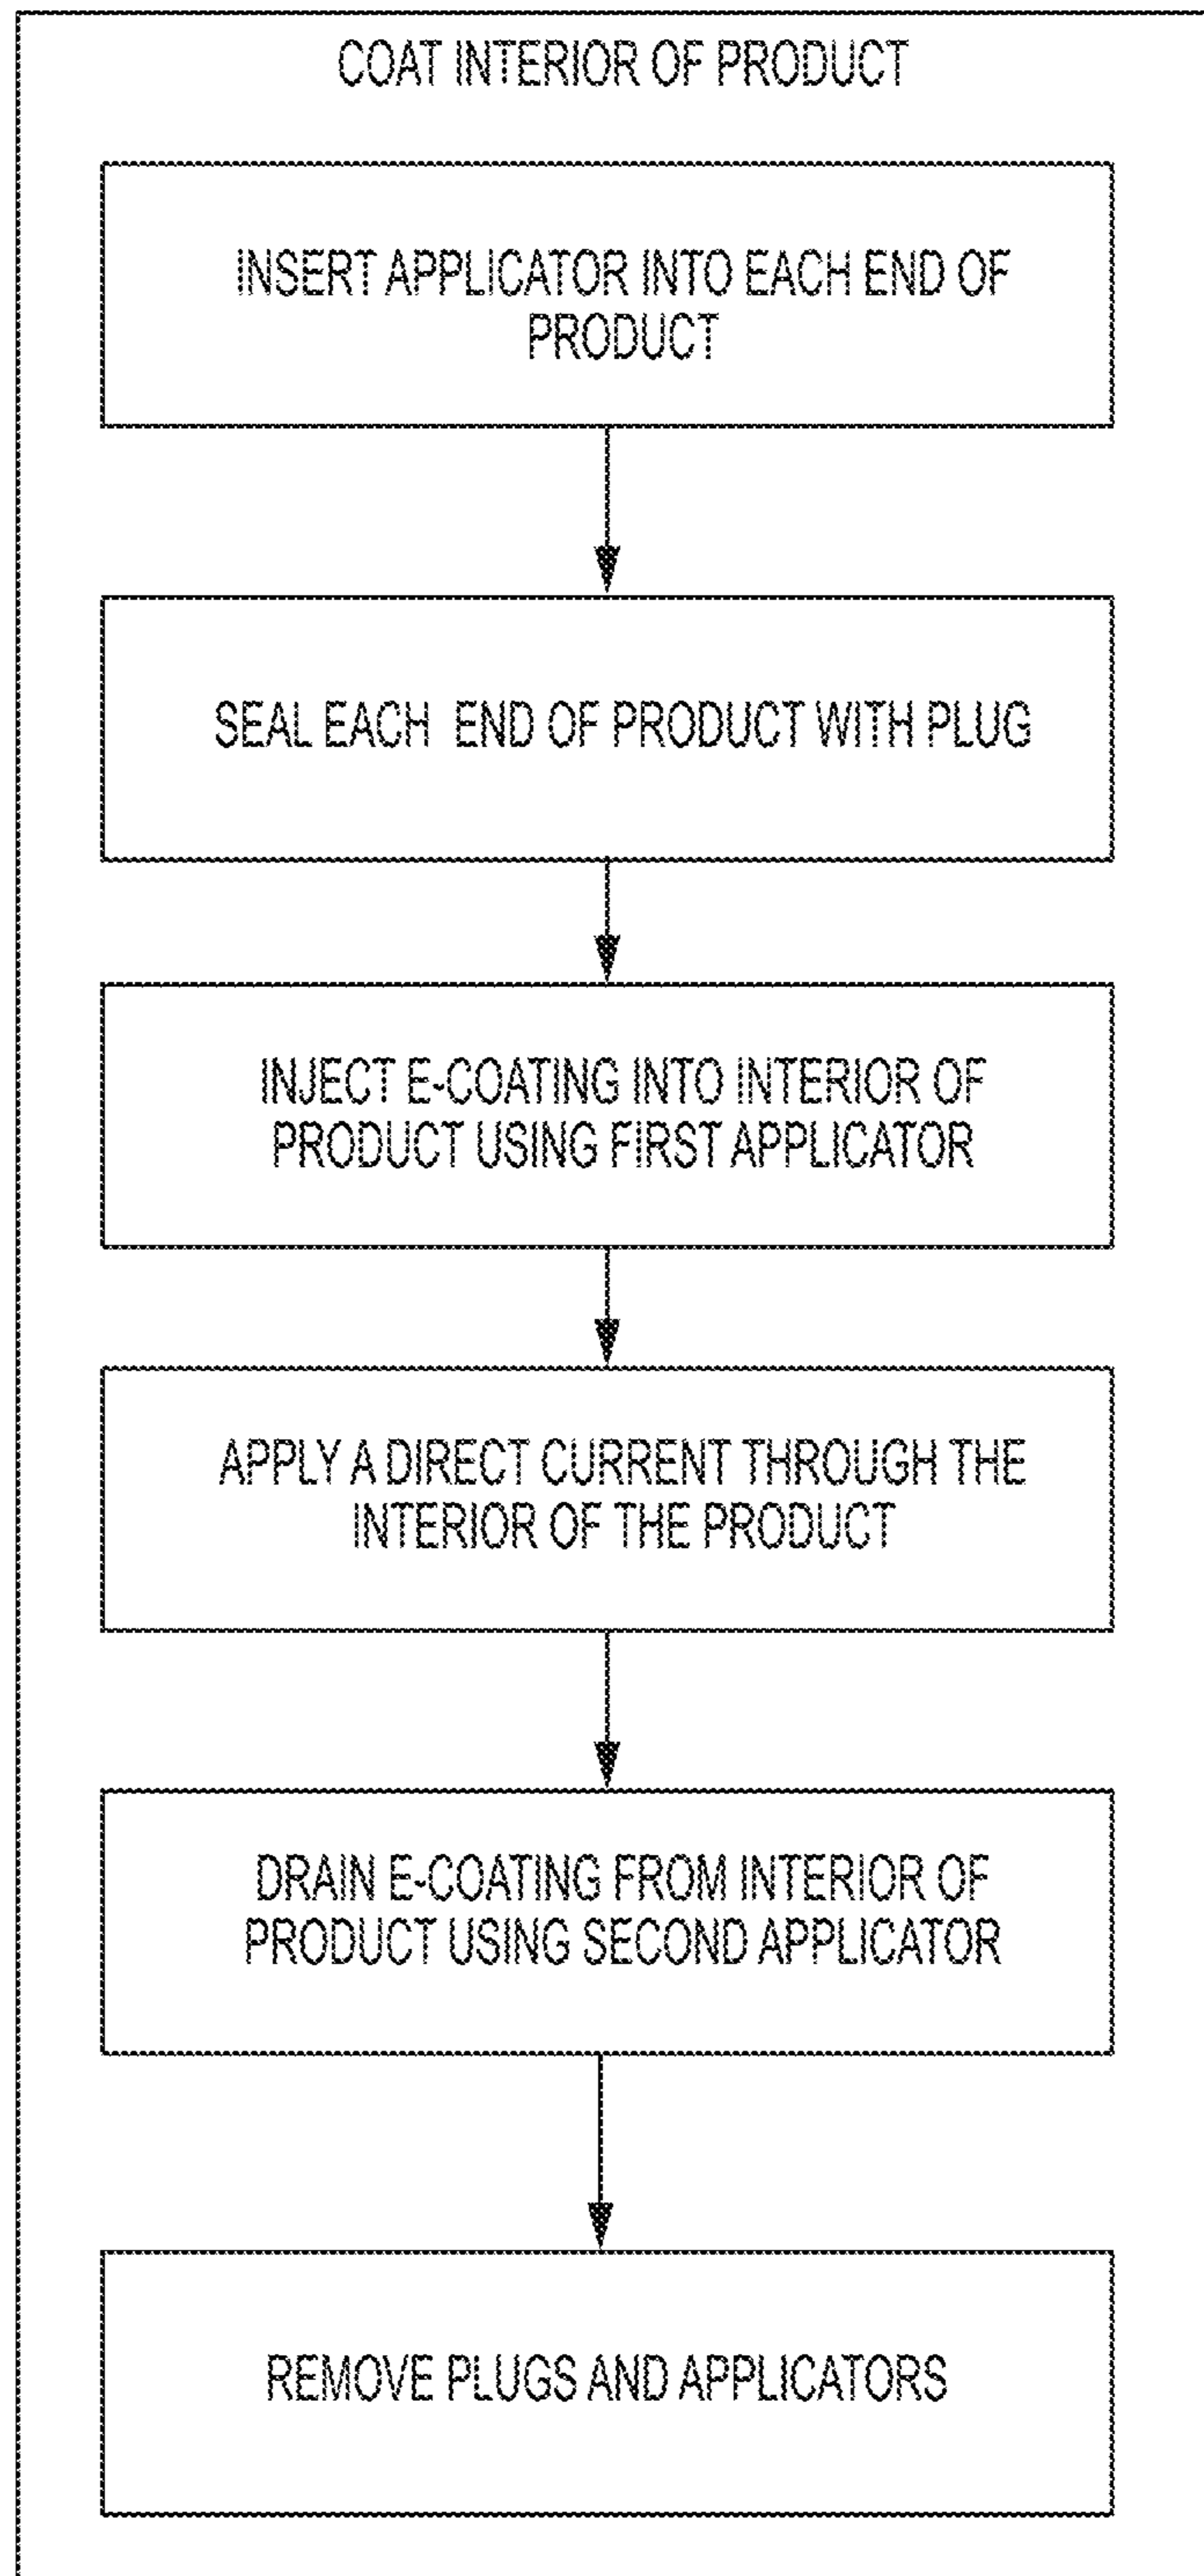 COAT INTERIOR OF PRODUCT
INSERT APPLICATOR INTO EACH END OF
PRODUCT
SEAL EACH END OF PRODUCT WITH PLUG
INJECT E-COATING INTO INTERIOR OF
PRODUCT USING FIRST APPLICATOR
APPLY A DIRECT CURRENT THROUGH THE
INTERIOR OF THE PRODUCT
DRAIN E-COATING FROM INTERIOR OF
PRODUCT USING SECOND APPLICATOR
REMOVE PLUGS AND APPLICATORS